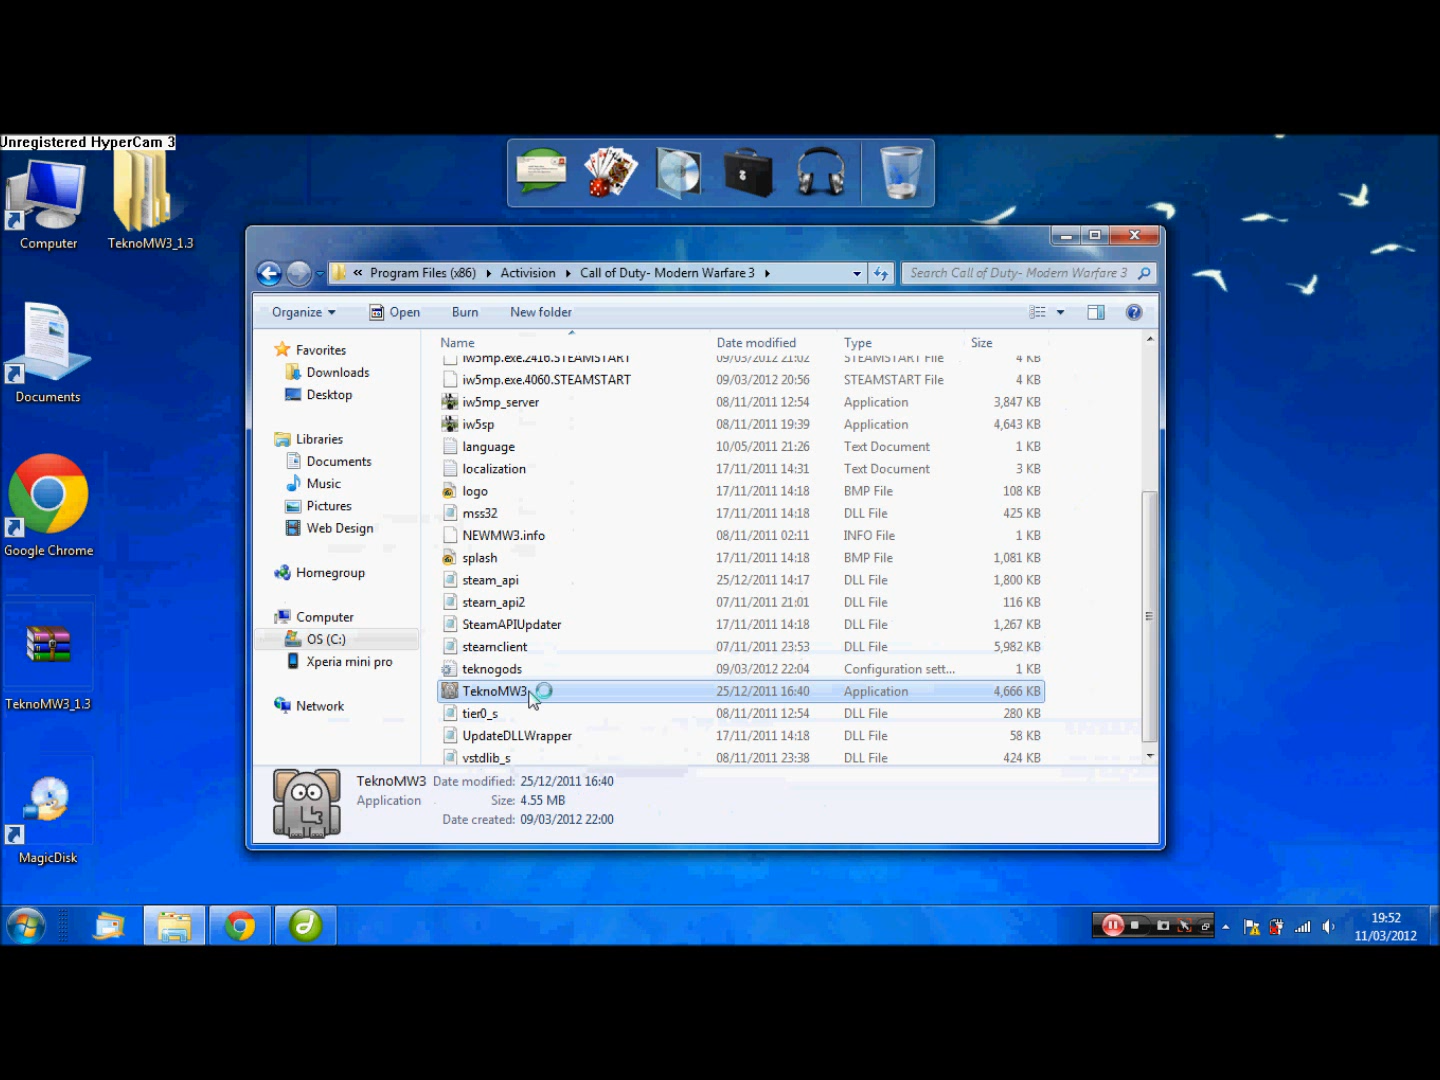 Unregistered HyperCam 3
Computer
TeknoMW3_1.3
Documents
Google Chrome
TeknoMW3_1.3
MagicDisk
« Program Files (x86) ▸ Activision ▸ Call of Duty- Modern Warfare 3 ▸
Search Call of Duty- Modern Warfare 3
Organize Open Burn New folder
Favorites
Downloads
Desktop
Libraries
Documents
Music
Pictures
Web Design
Homegroup
Computer
OS (C:)
Xperia mini pro
Network
Name Date modified Type Size
iw5mp.exe.2416.STEAMSTART 09/03/2012 21:02 STEAMSTART File 4 KB
iw5mp.exe.4060.STEAMSTART 09/03/2012 20:56 STEAMSTART File 4 KB
iw5mp_server 08/11/2011 12:54 Application 3,847 KB
iw5sp 08/11/2011 19:39 Application 4,643 KB
language 10/05/2011 21:26 Text Document 1 KB
localization 17/11/2011 14:31 Text Document 3 KB
logo 17/11/2011 14:18 BMP File 108 KB
mss32 17/11/2011 14:18 DLL File 425 KB
NEWMW3.info 08/11/2011 02:11 INFO File 1 KB
splash 17/11/2011 14:18 BMP File 1,081 KB
steam_api 25/12/2011 14:17 DLL File 1,800 KB
steam_api2 07/11/2011 21:01 DLL File 116 KB
SteamAPIUpdater 17/11/2011 14:18 DLL File 1,267 KB
steamclient 07/11/2011 23:53 DLL File 5,982 KB
teknogods 09/03/2012 22:04 Configuration sett... 1 KB
TeknoMW3 25/12/2011 16:40 Application 4,666 KB
tier0_s 08/11/2011 12:54 DLL File 280 KB
UpdateDLLWrapper 17/11/2011 14:18 DLL File 58 KB
vstdlib_s 08/11/2011 23:38 DLL File 424 KB
TeknoMW3 Date modified: 25/12/2011 16:40
Application Size: 4.55 MB
Date created: 09/03/2012 22:00
19:52
11/03/2012